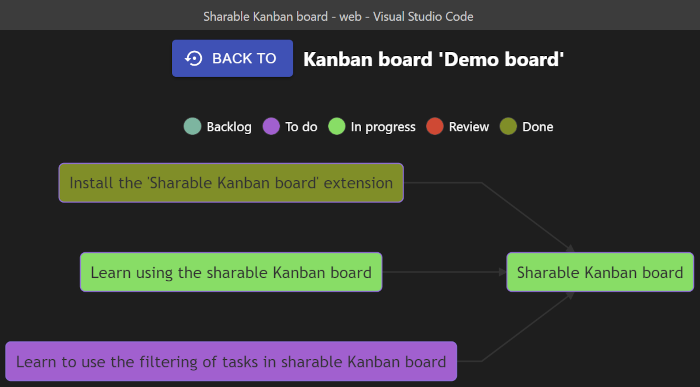 Sharable Kanban board - web - Visual Studio Code
BACK TO Kanban board 'Demo board'
Backlog To do In progress Review Done
Install the 'Sharable Kanban board' extension
Learn using the sharable Kanban board Sharable Kanban board
Learn to use the filtering of tasks in sharable Kanban board